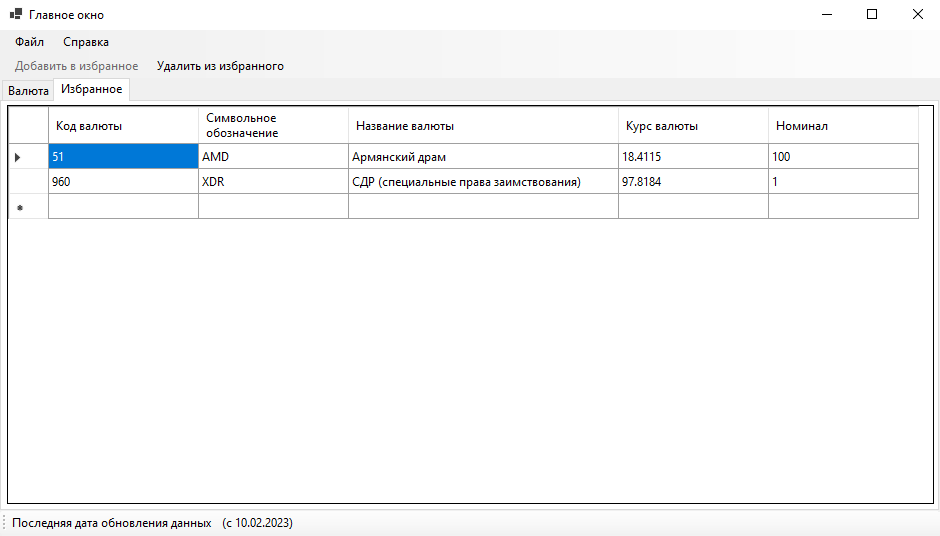 Главное окно
Файл Справка
Добавить в избранное Удалить из избранного
Валюта Избранное
Код валюты Символьное обозначение Название валюты Курс валюты Номинал
51 AMD Армянский драм 18.4115 100
960 XDR СДР (специальные права заимствования) 97.8184 1
Последняя дата обновления данных (с 10.02.2023)